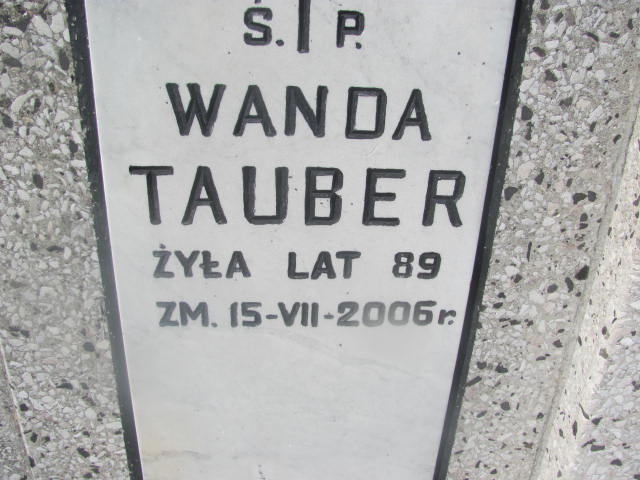 Ś. P.
WANDA
TAUBER
ŻYŁA LAT 89
ZM. 15-VII-2006r.